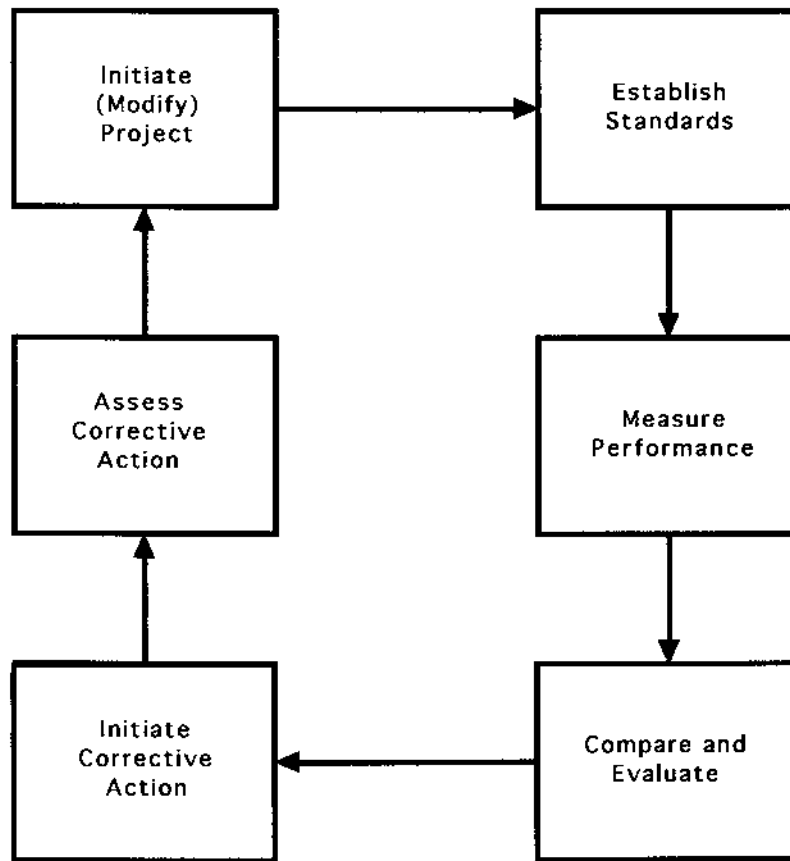 Initiate
(Modify)
Project
Establish
Standards
Assess
Corrective
Action
Measure
Performance
Initiate
Corrective
Action
Compare and
Evaluate